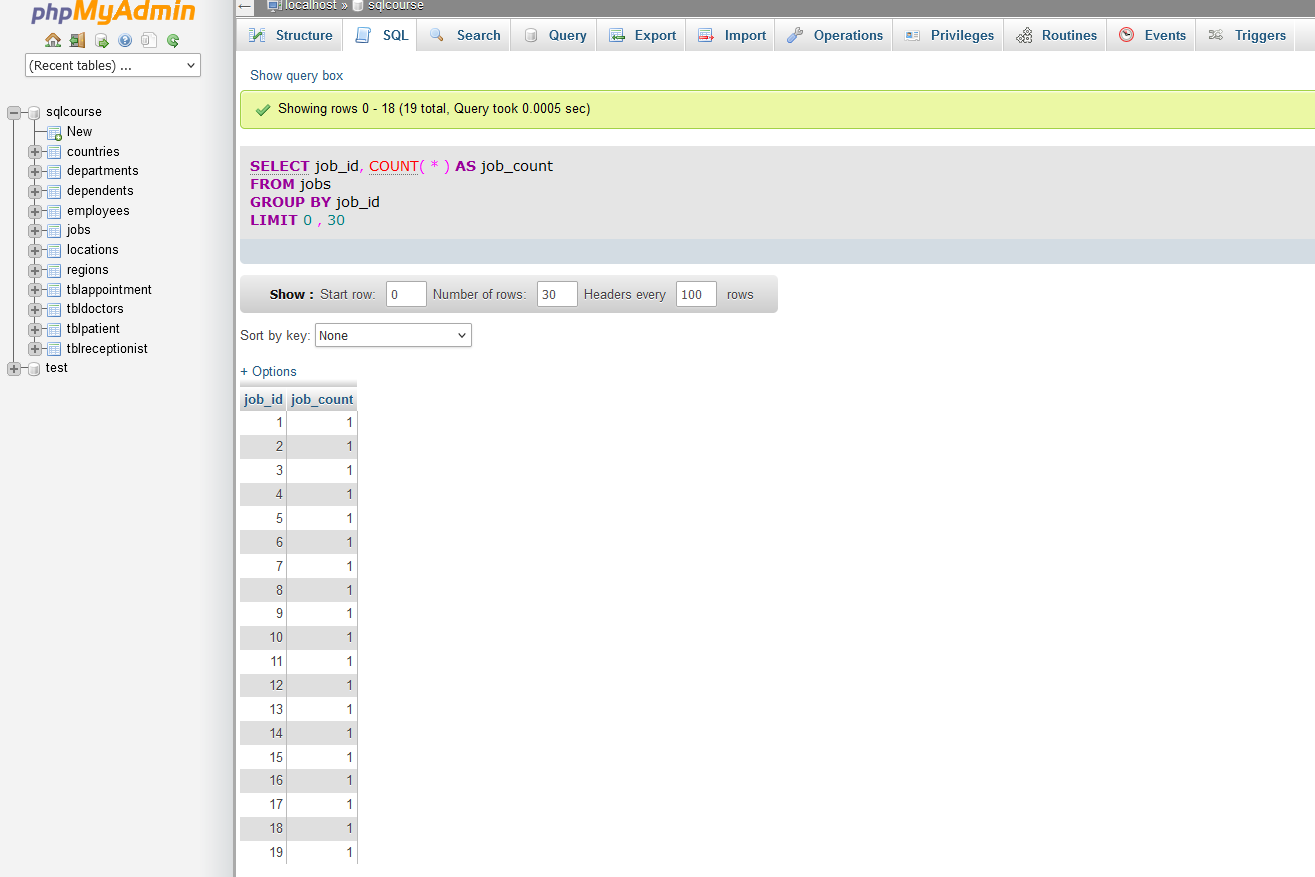 phpMyAdmin
(Recent tables) ...
sqlcourse
New
countries
departments
dependents
employees
jobs
locations
regions
tblappointment
tbldoctors
tblpatient
tblreceptionist
test
localhost » sqlcourse
Structure SQL Search Query Export Import Operations Privileges Routines Events Triggers
Show query box
Showing rows 0 - 18 (19 total, Query took 0.0005 sec)
SELECT job_id, COUNT( * ) AS job_count
FROM jobs
GROUP BY job_id
LIMIT 0 , 30
Show : Start row: 0 Number of rows: 30 Headers every 100 rows
Sort by key: None
+ Options
job_id job_count
1 1
2 1
3 1
4 1
5 1
6 1
7 1
8 1
9 1
10 1
11 1
12 1
13 1
14 1
15 1
16 1
17 1
18 1
19 1